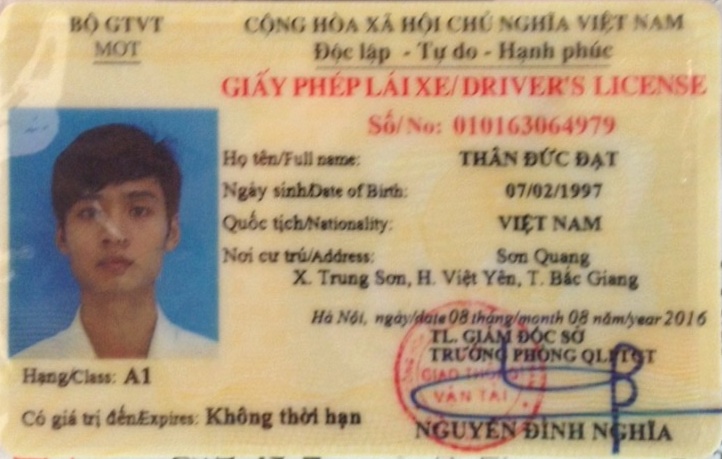 BỘ GTVT
MOT
CỘNG HÒA XÃ HỘI CHỦ NGHĨA VIỆT NAM
Độc lập - Tự do - Hạnh phúc
GIẤY PHÉP LÁI XE/DRIVER'S LICENSE
Số/No: 010163064979
Họ tên/Full name: THÂN ĐỨC ĐẠT
Ngày sinh/Date of Birth: 07/02/1997
Quốc tịch/Nationality: VIỆT NAM
Nơi cư trú/Address: Sơn Quang
X. Trung Sơn, H. Việt Yên, T. Bắc Giang
Hà Nội, ngày/date 08 tháng/month 08 năm/year 2016
TL. GIÁM ĐỐC SỞ
TRƯỞNG PHÒNG QLPTGT
GIAO THÔNG
VẬN TẢI
Hạng/Class: A1
Có giá trị đến/Expires: Không thời hạn
NGUYỄN ĐÌNH NGHĨA